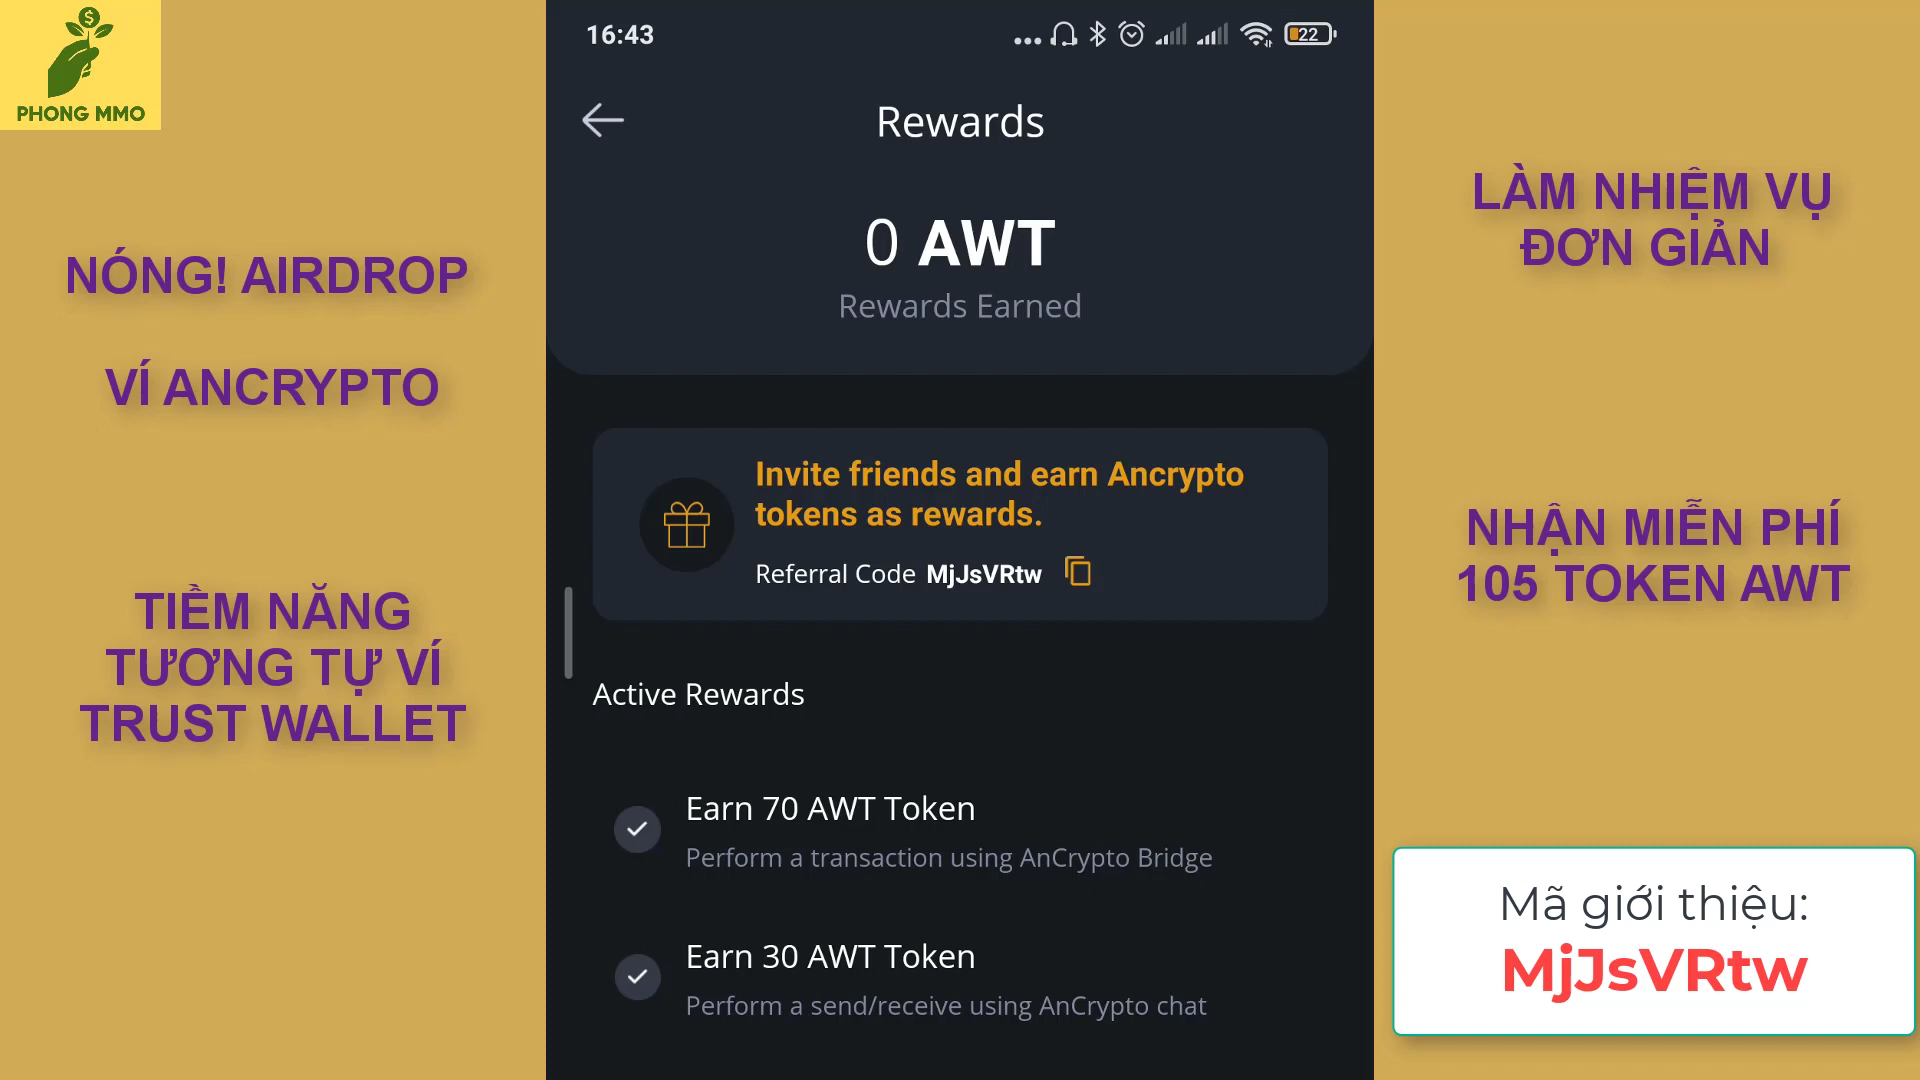 PHONG MMO
NÓNG! AIRDROP
VÍ ANCRYPTO
TIỀM NĂNG
TƯƠNG TỰ VÍ
TRUST WALLET
16:43
22
Rewards
0 AWT
Rewards Earned
Invite friends and earn Ancrypto
tokens as rewards.
Referral Code MjJsVRtw
Active Rewards
Earn 70 AWT Token
Perform a transaction using AnCrypto Bridge
Earn 30 AWT Token
Perform a send/receive using AnCrypto chat
LÀM NHIỆM VỤ
ĐƠN GIẢN
NHẬN MIỄN PHÍ
105 TOKEN AWT
Mã giới thiệu:
MjJsVRtw